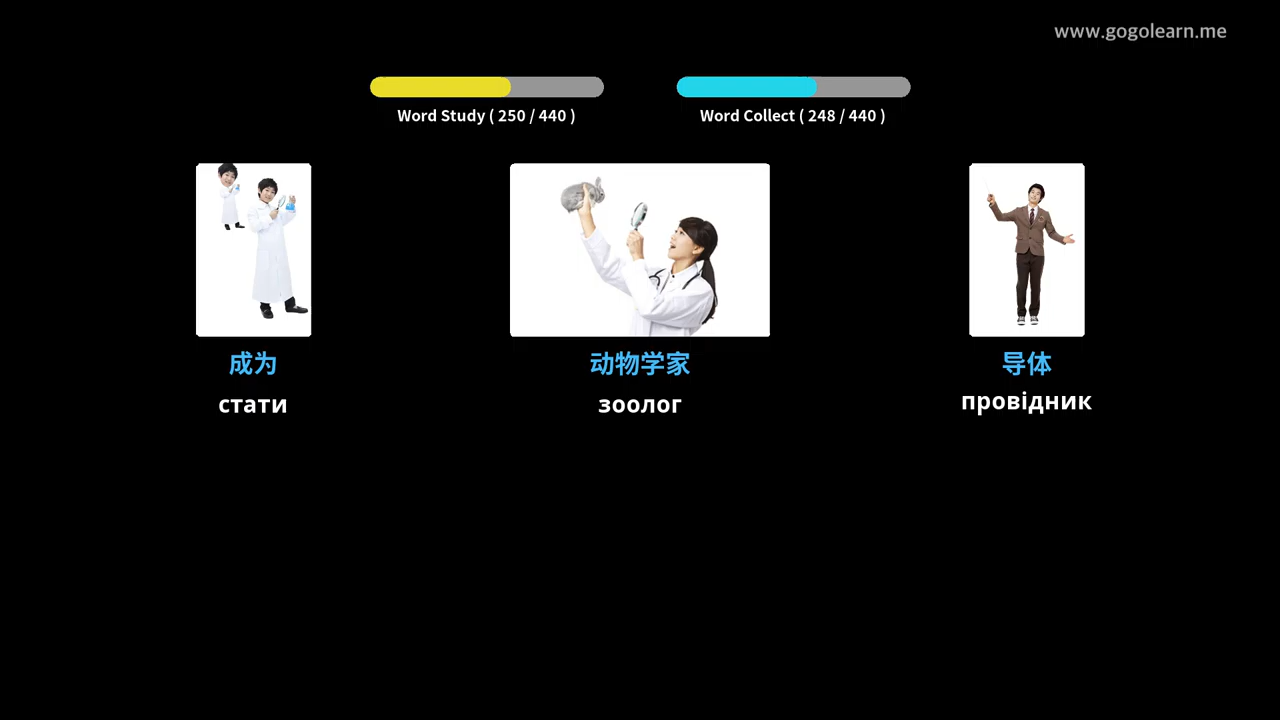 www.gogolearn.me
Word Study ( 250 / 440 )
Word Collect ( 248 / 440 )
成为
动物学家
导体
стати
зоолог
провідник